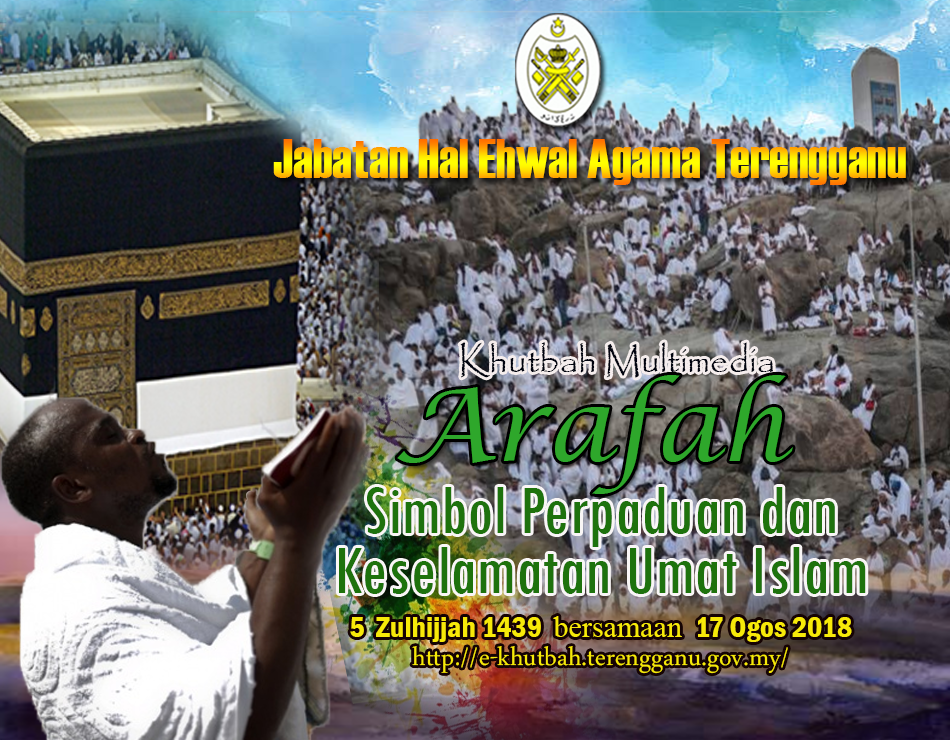 Jabatan Hal Ehwal Agama Terengganu
Khutbah Multimedia
Arafah
Simbol Perpaduan dan
Keselamatan Umat Islam
5 Zulhijjah 1439 bersamaan 17 Ogos 2018
http://e-khutbah.terengganu.gov.my/